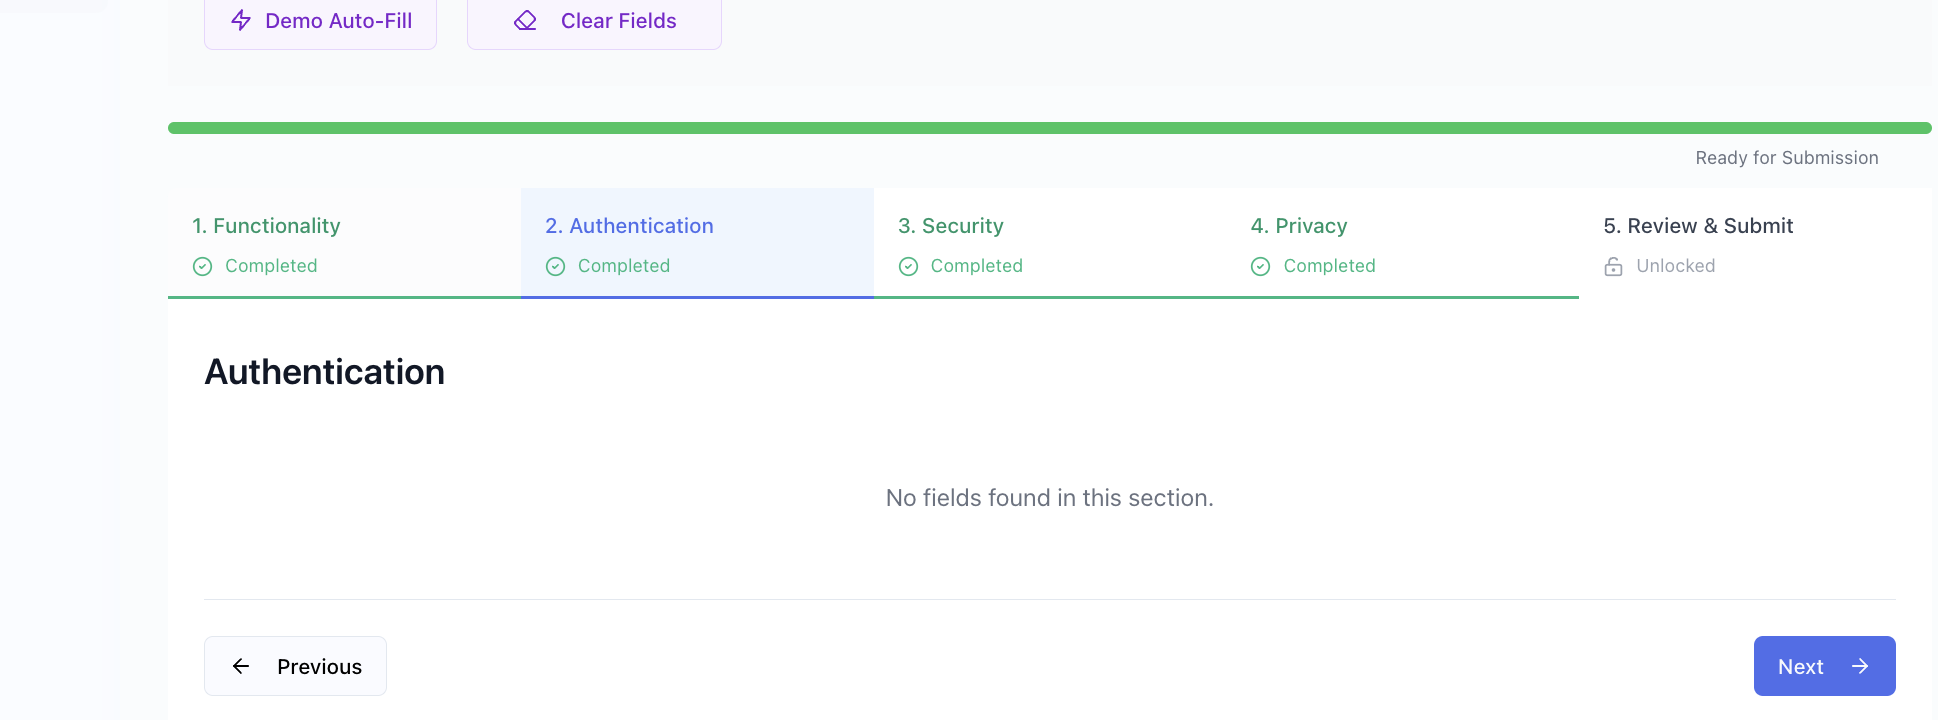 Demo Auto-Fill
Clear Fields
Ready for Submission
1. Functionality
Completed
2. Authentication
Completed
3. Security
Completed
4. Privacy
Completed
5. Review & Submit
Unlocked
Authentication
No fields found in this section.
Previous
Next